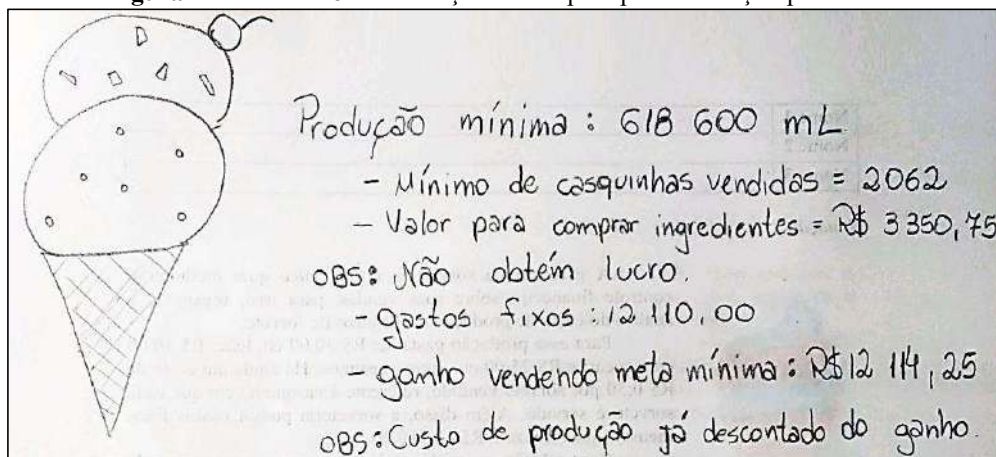 Produção mínima: 618 600 mL
- Mínimo de casquinhas vendidas = 2062
- Valor para comprar ingredientes = R$ 3 350,75
OBS: Não obtém lucro.
- gastos fixos: 12 110,00
- ganho vendendo meta mínima: R$ 12 114,25
OBS: Custo de produção já descontado do ganho.